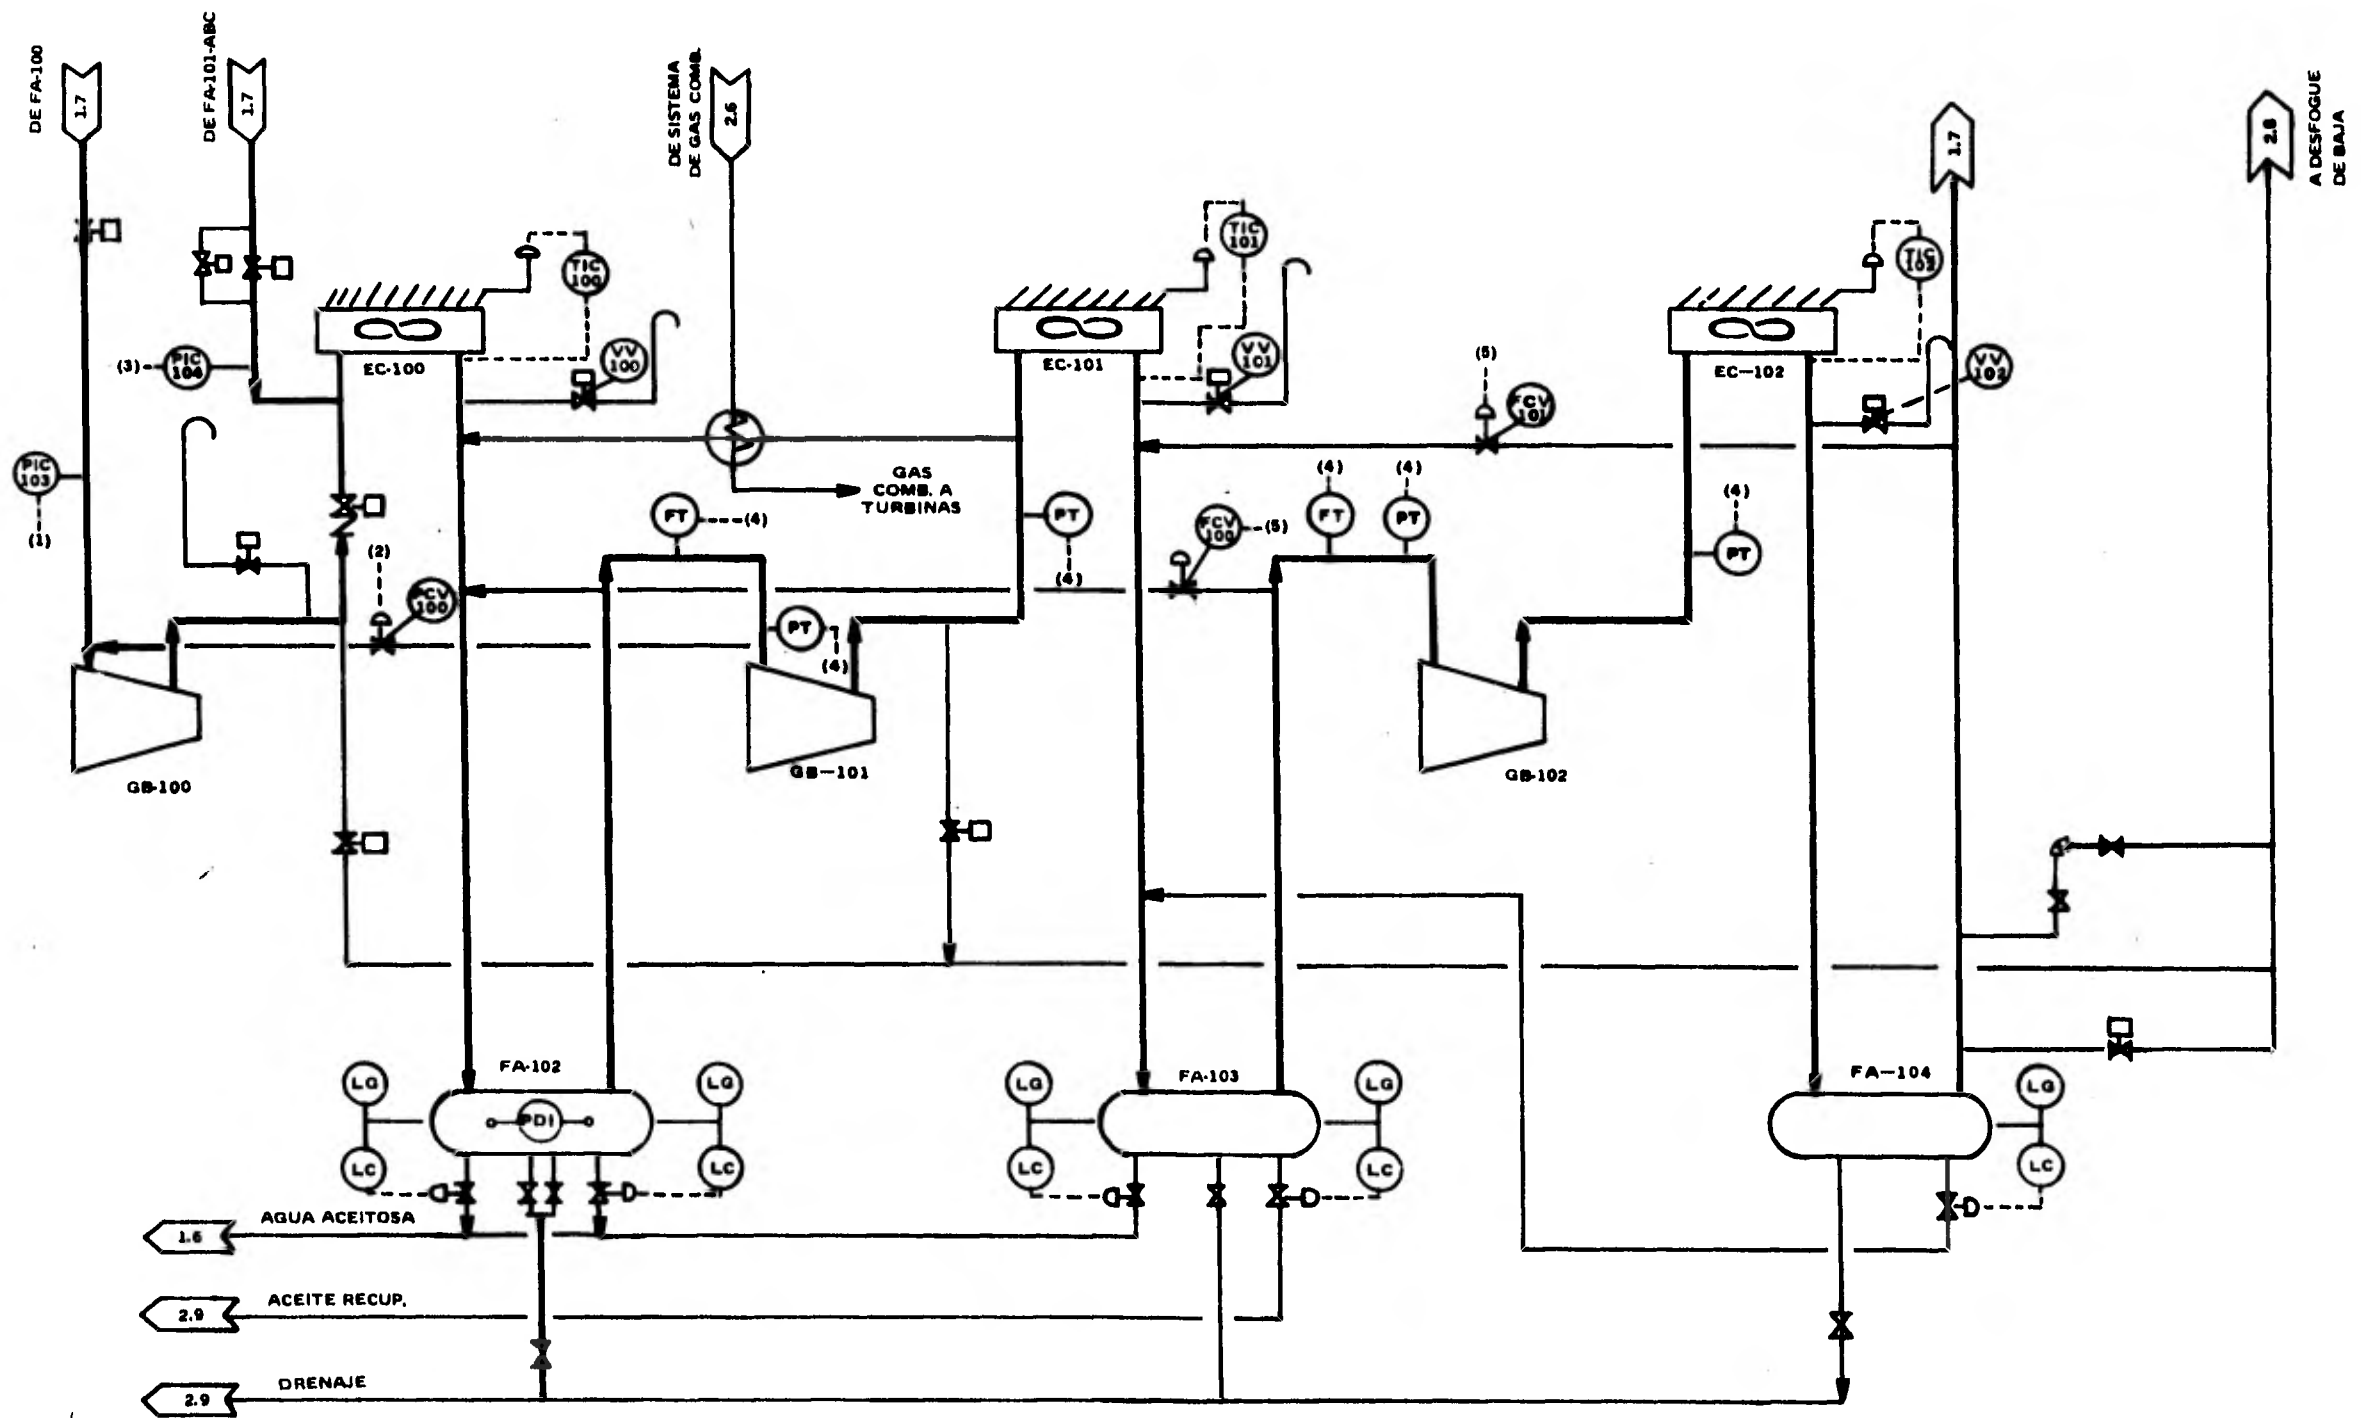 DE FA-100
1.7
DE FA-101-ABC
1.7
DE SISTEMA
DE GAS COMB.
2.6
1.7
2.8
A DESFOGUE
DE BAJA
TIC
100
TIC
101
TIC
102
VV
100
VV
101
VV
102
EC-100
EC-101
EC-102
(3)
PIC
104
PIC
103
(1)
(2)
PCV
100
GAS
COMB. A
TURBINAS
FT
(4)
PT
(4)
PT
(4)
FCV
100
(5)
(4)
FT
(4)
PT
(5)
FCV
101
(4)
PT
GB-100
GB-101
GB-102
FA-102
FA-103
FA-104
LG
LC
PDI
LG
LC
LG
LC
LG
LC
LG
LC
AGUA ACEITOSA
1.6
ACEITE RECUP.
2.9
DRENAJE
2.9